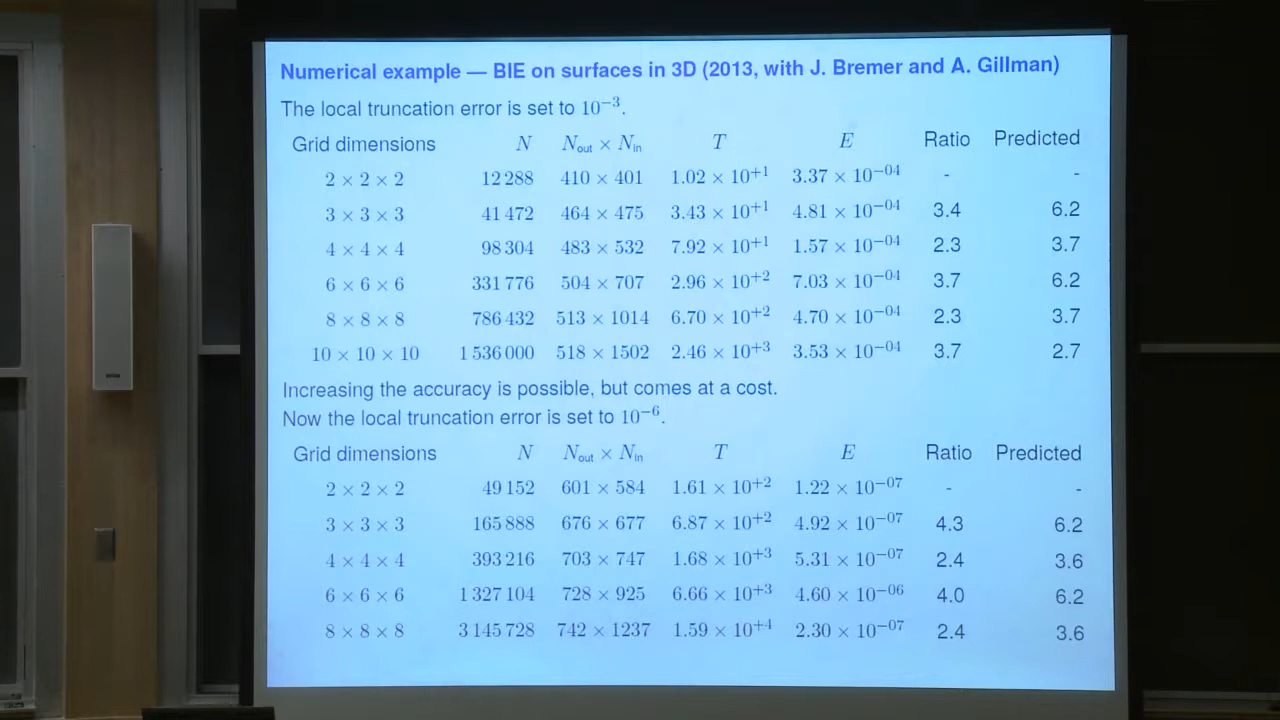 Numerical example — BIE on surfaces in 3D (2013, with J. Bremer and A. Gillman)
The local truncation error is set to 10⁻³.
Grid dimensions N N_out × N_in T E Ratio Predicted
2 × 2 × 2 12 288 410 × 401 1.02 × 10⁺¹ 3.37 × 10⁻⁰⁴ - -
3 × 3 × 3 41 472 464 × 475 3.43 × 10⁺¹ 4.81 × 10⁻⁰⁴ 3.4 6.2
4 × 4 × 4 98 304 483 × 532 7.92 × 10⁺¹ 1.57 × 10⁻⁰⁴ 2.3 3.7
6 × 6 × 6 331 776 504 × 707 2.96 × 10⁺² 7.03 × 10⁻⁰⁴ 3.7 6.2
8 × 8 × 8 786 432 513 × 1014 6.70 × 10⁺² 4.70 × 10⁻⁰⁴ 2.3 3.7
10 × 10 × 10 1 536 000 518 × 1502 2.46 × 10⁺³ 3.53 × 10⁻⁰⁴ 3.7 2.7
Increasing the accuracy is possible, but comes at a cost.
Now the local truncation error is set to 10⁻⁶.
Grid dimensions N N_out × N_in T E Ratio Predicted
2 × 2 × 2 49 152 601 × 584 1.61 × 10⁺² 1.22 × 10⁻⁰⁷ - -
3 × 3 × 3 165 888 676 × 677 6.87 × 10⁺² 4.92 × 10⁻⁰⁷ 4.3 6.2
4 × 4 × 4 393 216 703 × 747 1.68 × 10⁺³ 5.31 × 10⁻⁰⁷ 2.4 3.6
6 × 6 × 6 1 327 104 728 × 925 6.66 × 10⁺³ 4.60 × 10⁻⁰⁶ 4.0 6.2
8 × 8 × 8 3 145 728 742 × 1237 1.59 × 10⁺⁴ 2.30 × 10⁻⁰⁷ 2.4 3.6